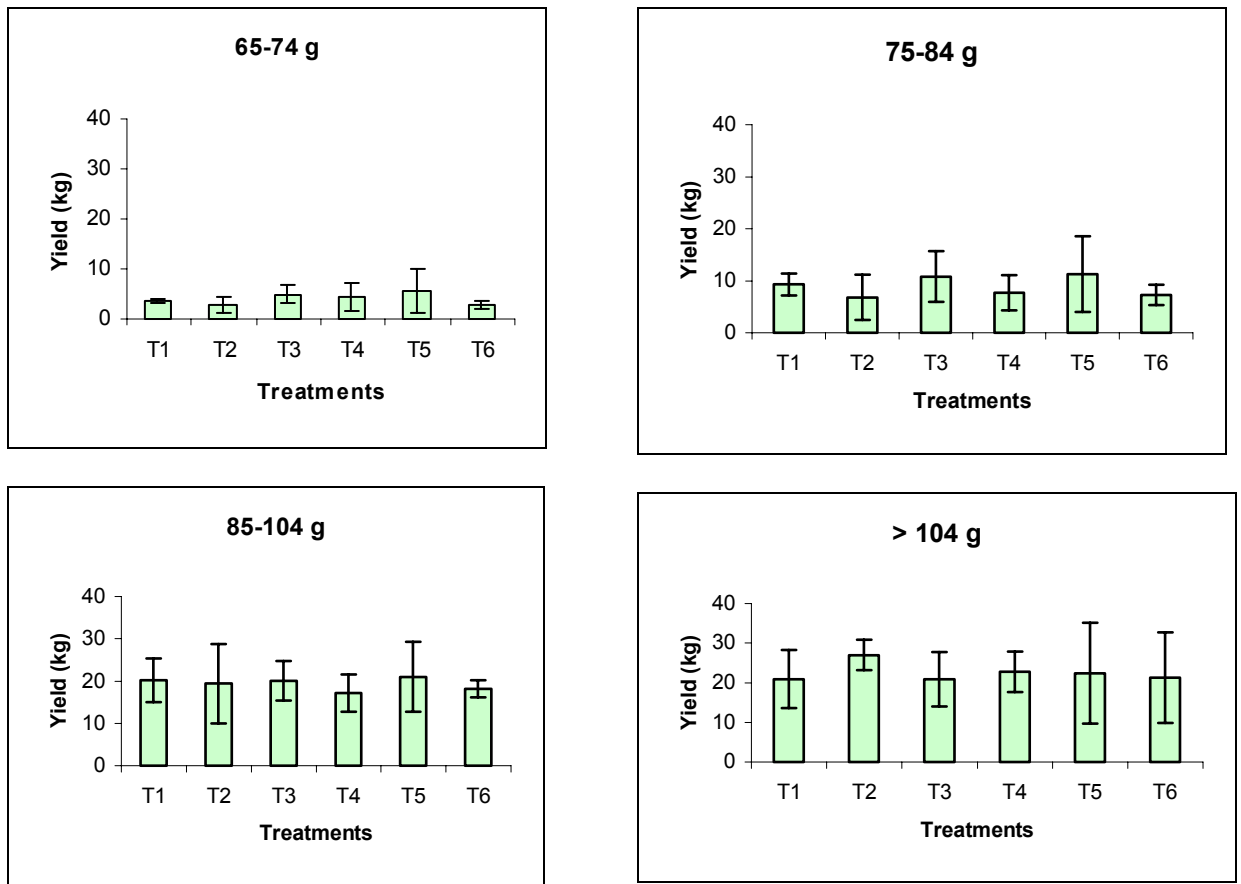 65-74 g
40
30
20
10
0
Yield (kg)
T1 T2 T3 T4 T5 T6
Treatments
75-84 g
40
30
20
10
0
Yield (kg)
T1 T2 T3 T4 T5 T6
Treatments
85-104 g
40
30
20
10
0
Yield (kg)
T1 T2 T3 T4 T5 T6
Treatments
> 104 g
40
30
20
10
0
Yield (kg)
T1 T2 T3 T4 T5 T6
Treatments